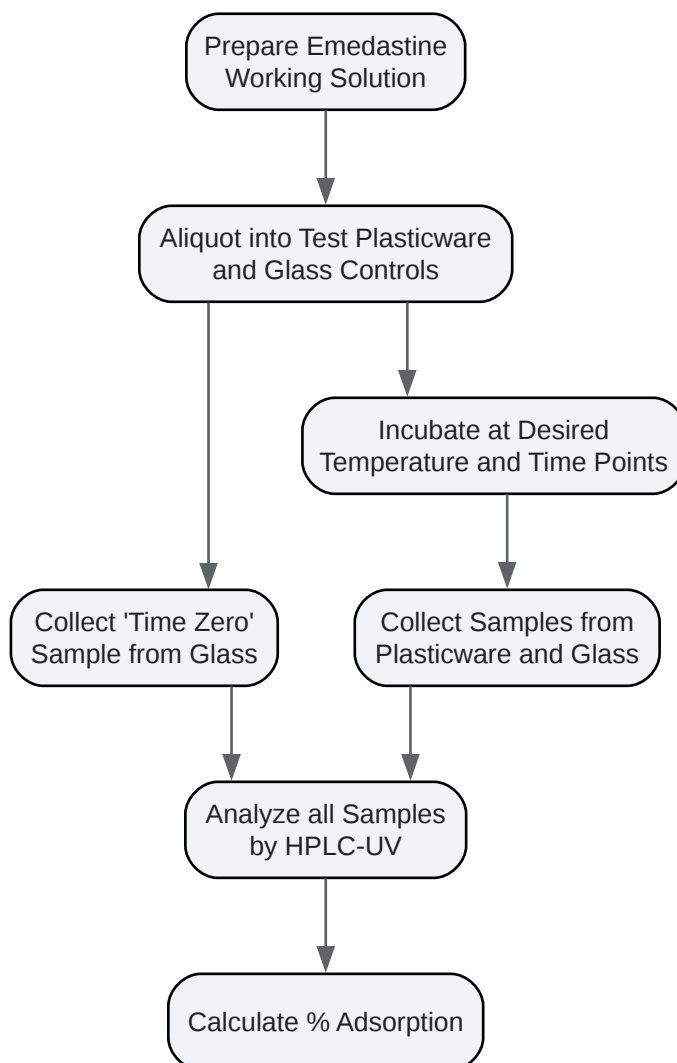 Prepare Emedastine
Working Solution
Aliquot into Test Plasticware
and Glass Controls
Incubate at Desired
Temperature and Time Points
Collect 'Time Zero'
Sample from Glass
Collect Samples from
Plasticware and Glass
Analyze all Samples
by HPLC-UV
Calculate % Adsorption